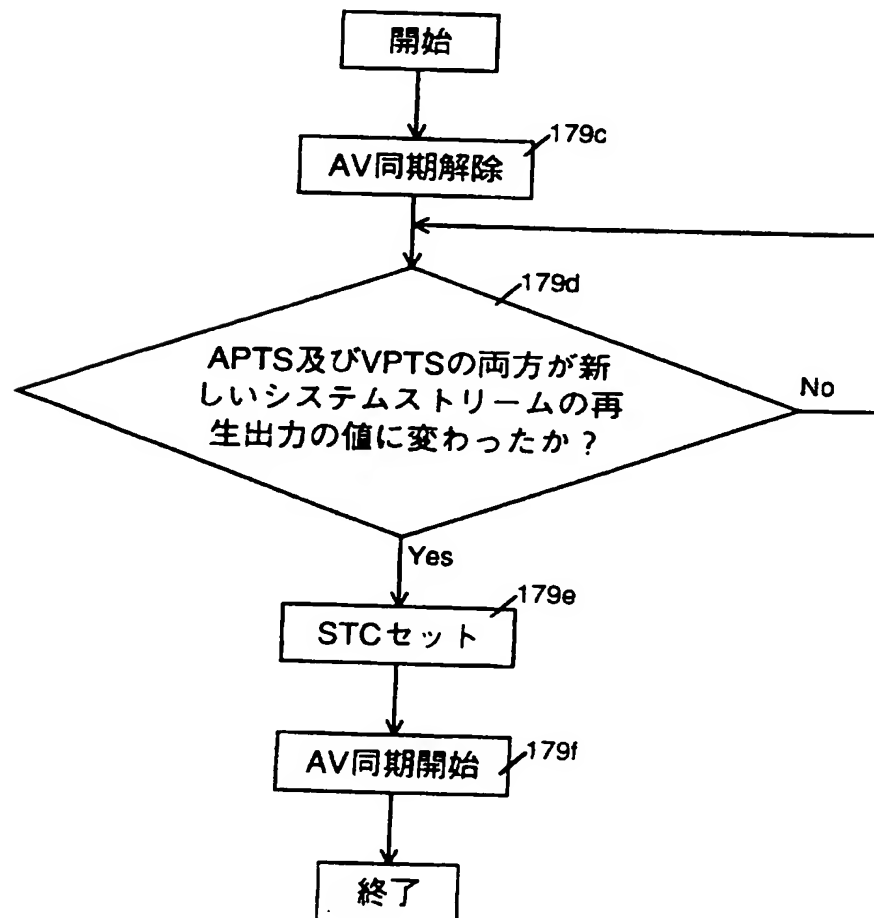 開始
179c
AV同期解除
179d
APTS及びVPTSの両方が新
しいシステムストリームの再
生出力の値に変わったか？
No
Yes
179e
STCセット
179f
AV同期開始
終了